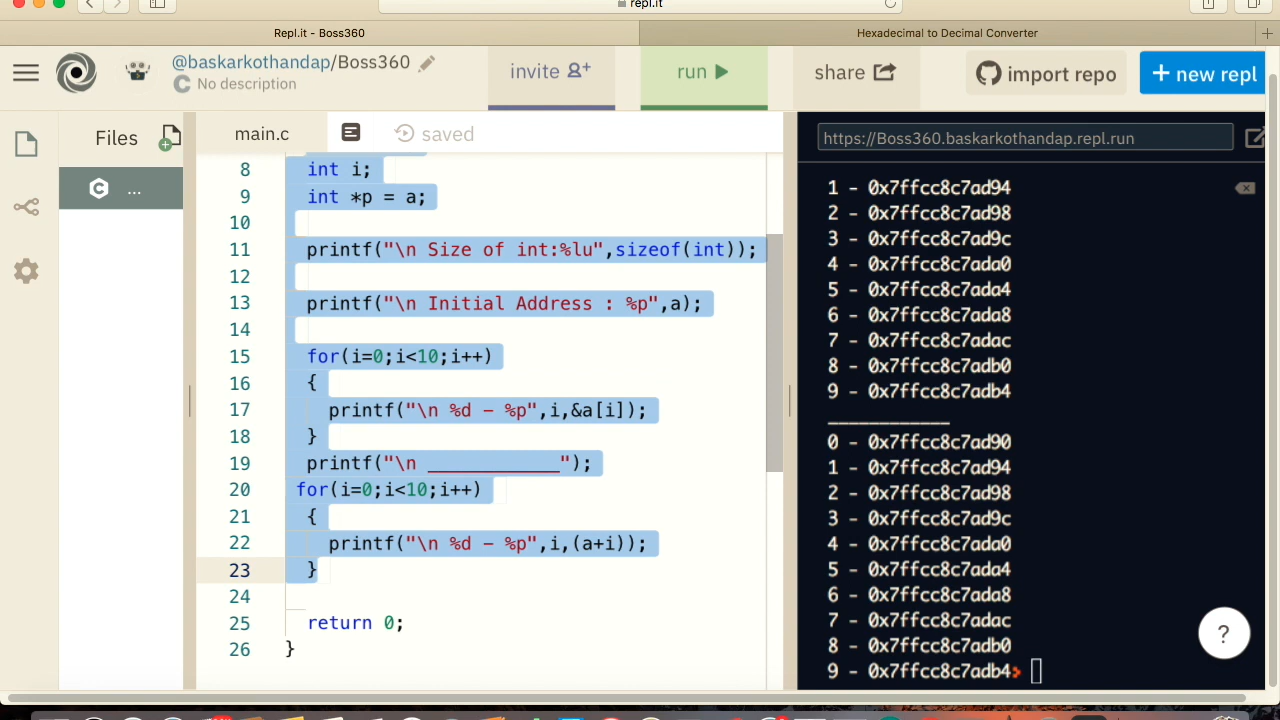 repl.it
Repl.it - Boss360
Hexadecimal to Decimal Converter
@baskarkothandap/Boss360
No description
invite
run
share
import repo
+ new repl
Files
main.c
saved
https://Boss360.baskarkothandap.repl.run
C ...
8 int i;
9 int *p = a;
10
11 printf("\n Size of int:%lu",sizeof(int));
12
13 printf("\n Initial Address : %p",a);
14
15 for(i=0;i<10;i++)
16 {
17 printf("\n %d - %p",i,&a[i]);
18 }
19 printf("\n ____________");
20 for(i=0;i<10;i++)
21 {
22 printf("\n %d - %p",i,(a+i));
23 }
24
25 return 0;
26 }
1 - 0x7ffcc8c7ad94
2 - 0x7ffcc8c7ad98
3 - 0x7ffcc8c7ad9c
4 - 0x7ffcc8c7ada0
5 - 0x7ffcc8c7ada4
6 - 0x7ffcc8c7ada8
7 - 0x7ffcc8c7adac
8 - 0x7ffcc8c7adb0
9 - 0x7ffcc8c7adb4
____________
0 - 0x7ffcc8c7ad90
1 - 0x7ffcc8c7ad94
2 - 0x7ffcc8c7ad98
3 - 0x7ffcc8c7ad9c
4 - 0x7ffcc8c7ada0
5 - 0x7ffcc8c7ada4
6 - 0x7ffcc8c7ada8
7 - 0x7ffcc8c7adac
8 - 0x7ffcc8c7adb0
9 - 0x7ffcc8c7adb4
?